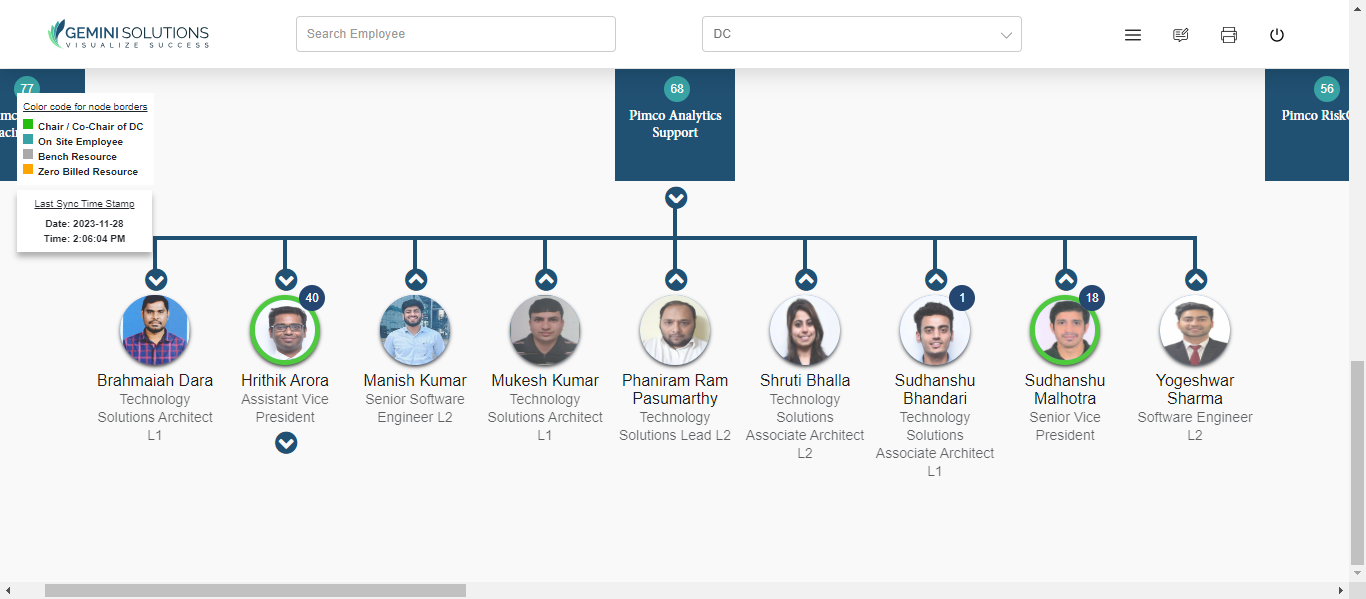 GEMINI SOLUTIONS
VISUALIZE SUCCESS
Search Employee
DC
77
68
Pimco Analytics
Support
56
Pimco Risk
Color code for node borders
Chair / Co-Chair of DC
On Site Employee
Bench Resource
Zero Billed Resource
Last Sync Time Stamp
Date: 2023-11-28
Time: 2:06:04 PM
Brahmaiah Dara
Technology
Solutions Architect
L1
40
Hrithik Arora
Assistant Vice
President
Manish Kumar
Senior Software
Engineer L2
Mukesh Kumar
Technology
Solutions Architect
L1
Phaniram Ram
Pasumarthy
Technology
Solutions Lead L2
Shruti Bhalla
Technology
Solutions
Associate Architect
L2
1
Sudhanshu
Bhandari
Technology
Solutions
Associate Architect
L1
18
Sudhanshu
Malhotra
Senior Vice
President
Yogeshwar
Sharma
Software Engineer
L2